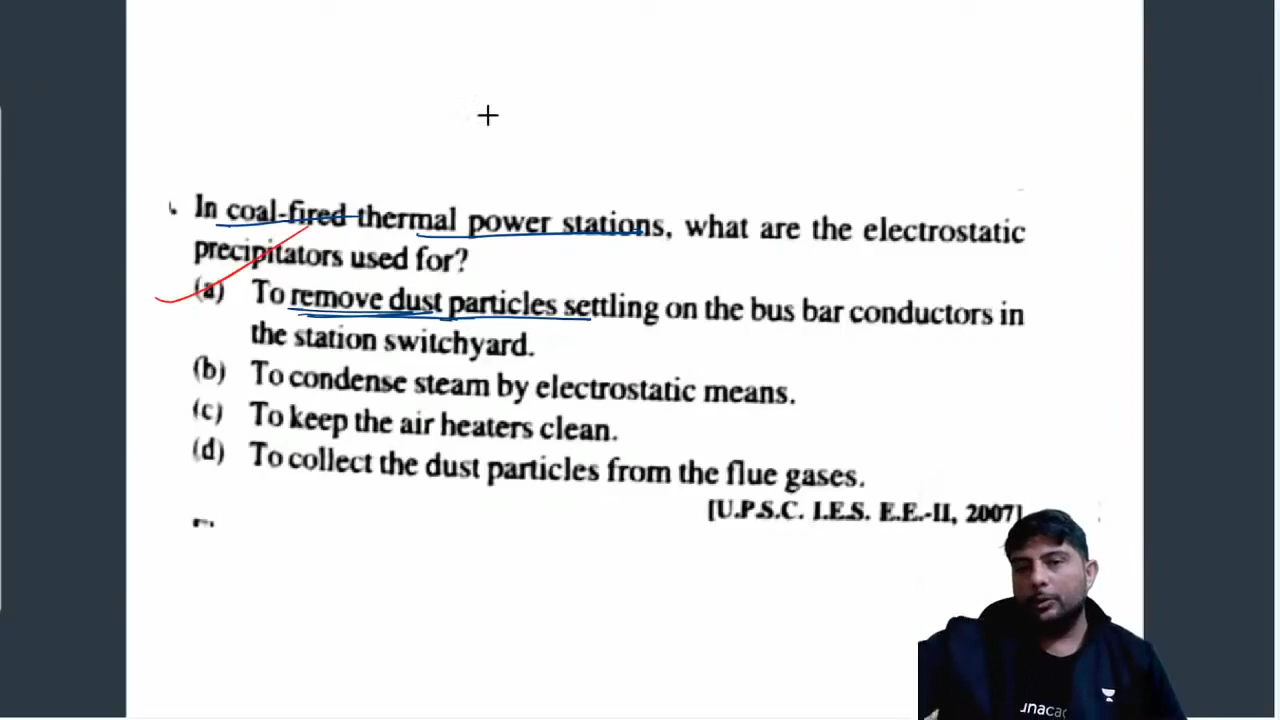 In coal-fired thermal power stations, what are the electrostatic
precipitators used for?
(a) To remove dust particles settling on the bus bar conductors in
the station switchyard.
(b) To condense steam by electrostatic means.
(c) To keep the air heaters clean.
(d) To collect the dust particles from the flue gases.
[U.P.S.C. I.E.S. E.E.-II, 2007]
unacad